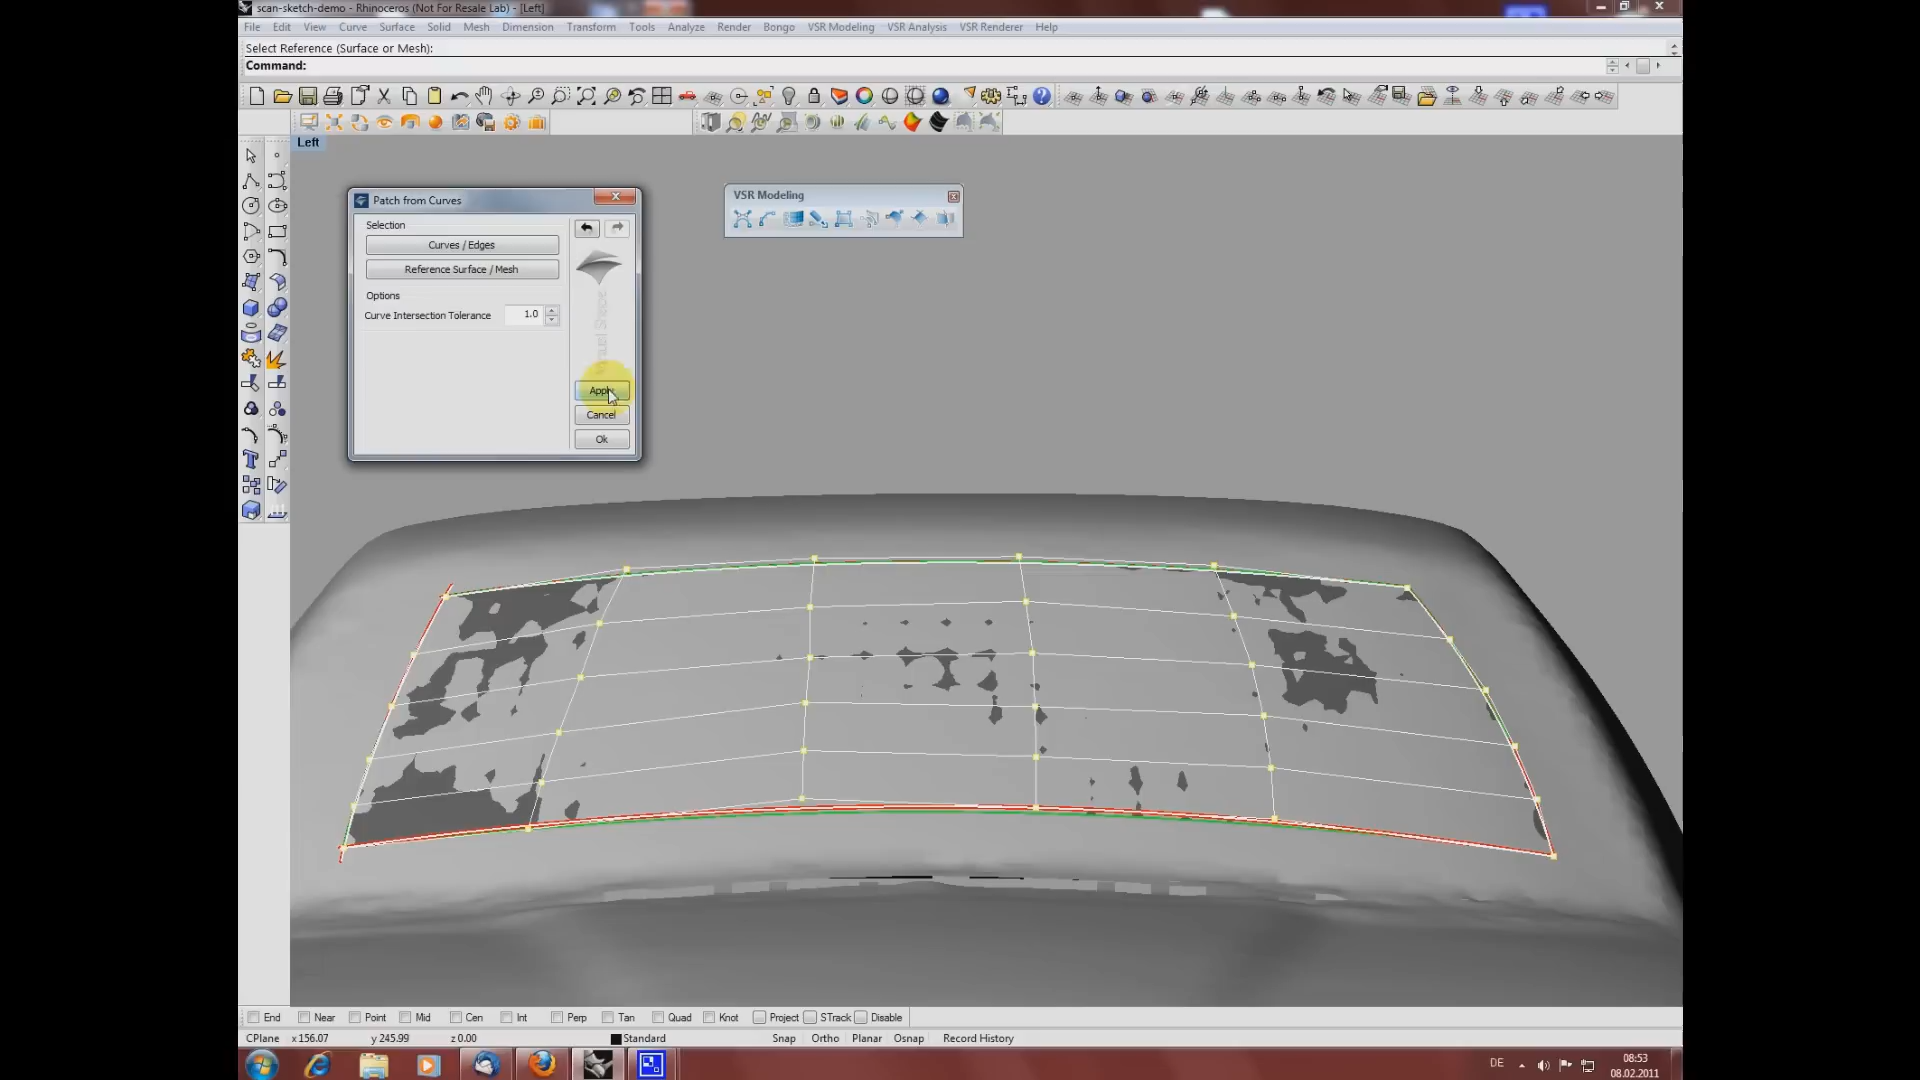 scan-sketch-demo - Rhinoceros (Not For Resale Lab) - [Left]
File Edit View Curve Surface Solid Mesh Dimension Transform Tools Analyze Render Bongo VSR Modeling VSR Analysis VSR Renderer Help
Select Reference (Surface or Mesh):
Command:
Left
Patch from Curves
VSR Modeling
Selection
Curves / Edges
Reference Surface / Mesh
Options
Curve Intersection Tolerance 1.0
Apply
Cancel
Ok
End Near Point Mid Cen Int Perp Tan Quad Knot Project STrack Disable
CPlane x 156.07 y 245.99 z 0.00 Standard Snap Ortho Planar Osnap Record History
DE
08:53
08.02.2011